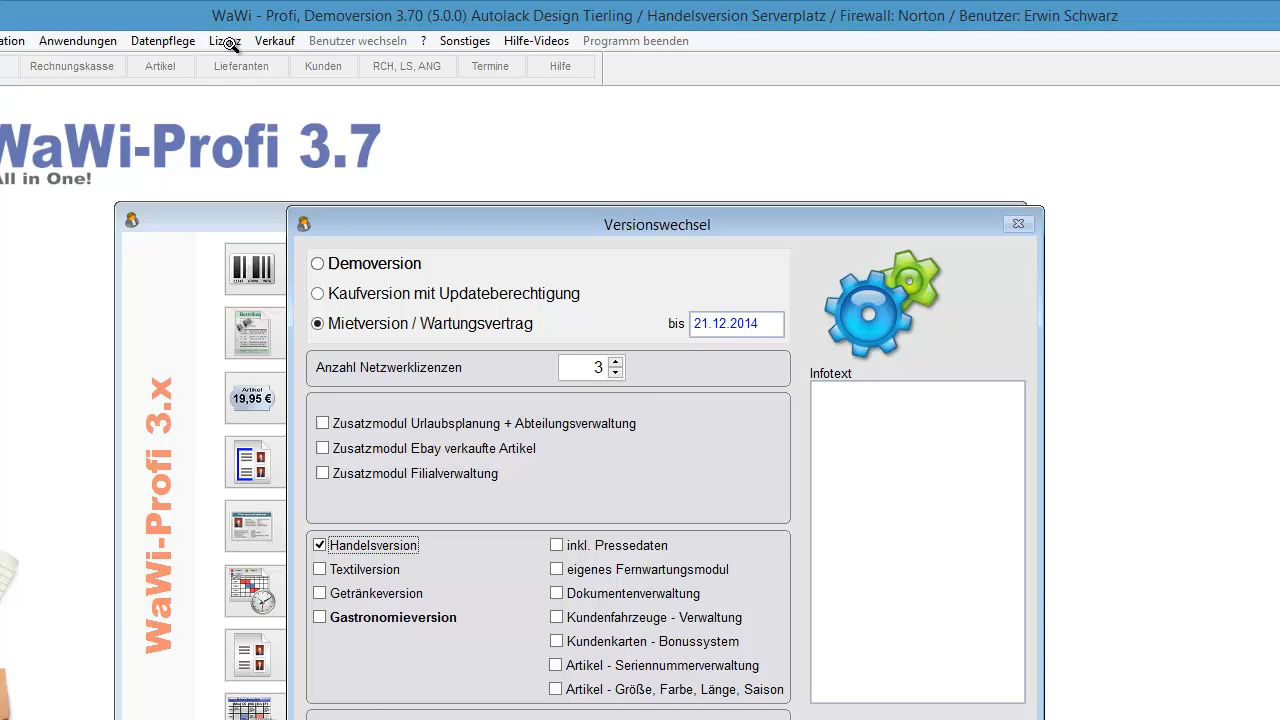 WaWi - Profi, Demoversion 3.70 (5.0.0) Autolack Design Tierling / Handelsversion Serverplatz / Firewall: Norton / Benutzer: Erwin Schwarz
ation Anwendungen Datenpflege Lizenz Verkauf Benutzer wechseln ? Sonstiges Hilfe-Videos Programm beenden
Rechnungskasse Artikel Lieferanten Kunden RCH, LS, ANG Termine Hilfe
WaWi-Profi 3.7
All in One!
Versionswechsel
WaWi-Profi 3.x
Demoversion
Kaufversion mit Updateberechtigung
Mietversion / Wartungsvertrag bis 21.12.2014
Anzahl Netzwerklizenzen 3
Infotext
Bestellung
Artikel
19,95 €
Zusatzmodul Urlaubsplanung + Abteilungsverwaltung
Zusatzmodul Ebay verkaufte Artikel
Zusatzmodul Filialverwaltung
Handelsversion inkl. Pressedaten
Textilversion eigenes Fernwartungsmodul
Getränkeversion Dokumentenverwaltung
Gastronomieversion Kundenfahrzeuge - Verwaltung
Kundenkarten - Bonussystem
Artikel - Seriennummerverwaltung
Artikel - Größe, Farbe, Länge, Saison